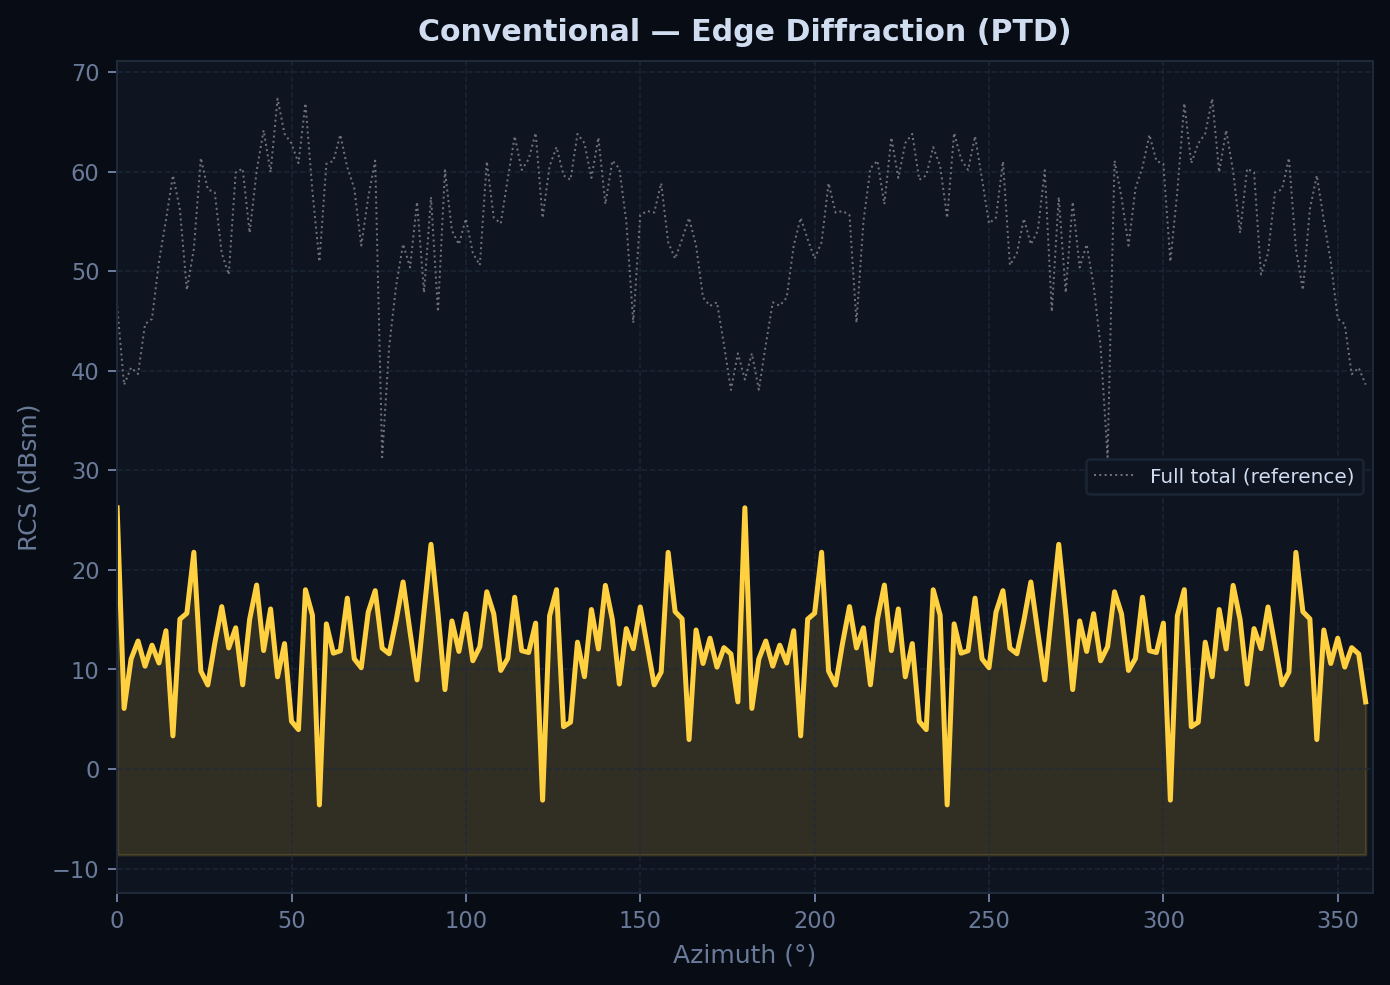 Conventional — Edge Diffraction (PTD)
70
60
50
40
30
20
10
0
−10
RCS (dBsm)
Full total (reference)
0 50 100 150 200 250 300 350
Azimuth (°)